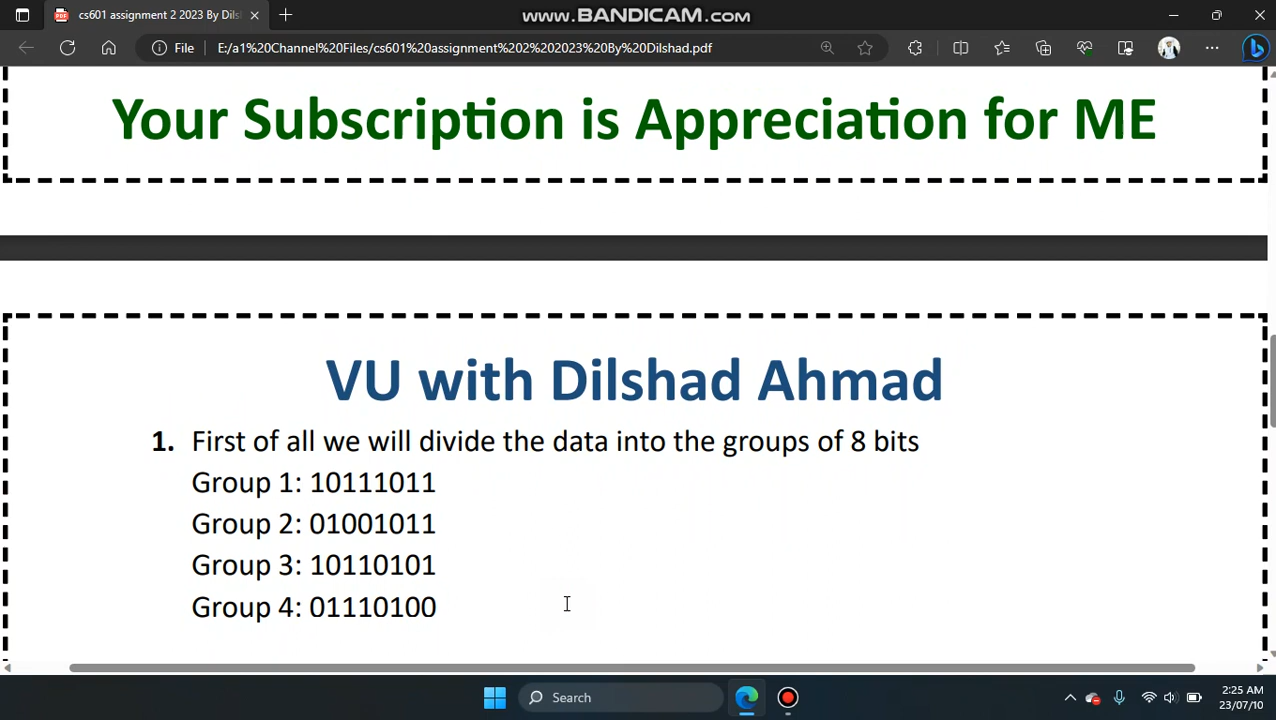 cs601 assignment 2 2023 By Dils
www.BANDICAM.com
File
E:/a1%20Channel%20Files/cs601%20assignment%202%202023%20By%20Dilshad.pdf
Your Subscription is Appreciation for ME
VU with Dilshad Ahmad
1. First of all we will divide the data into the groups of 8 bits
Group 1: 10111011
Group 2: 01001011
Group 3: 10110101
Group 4: 01110100
Search
2:25 AM
23/07/10